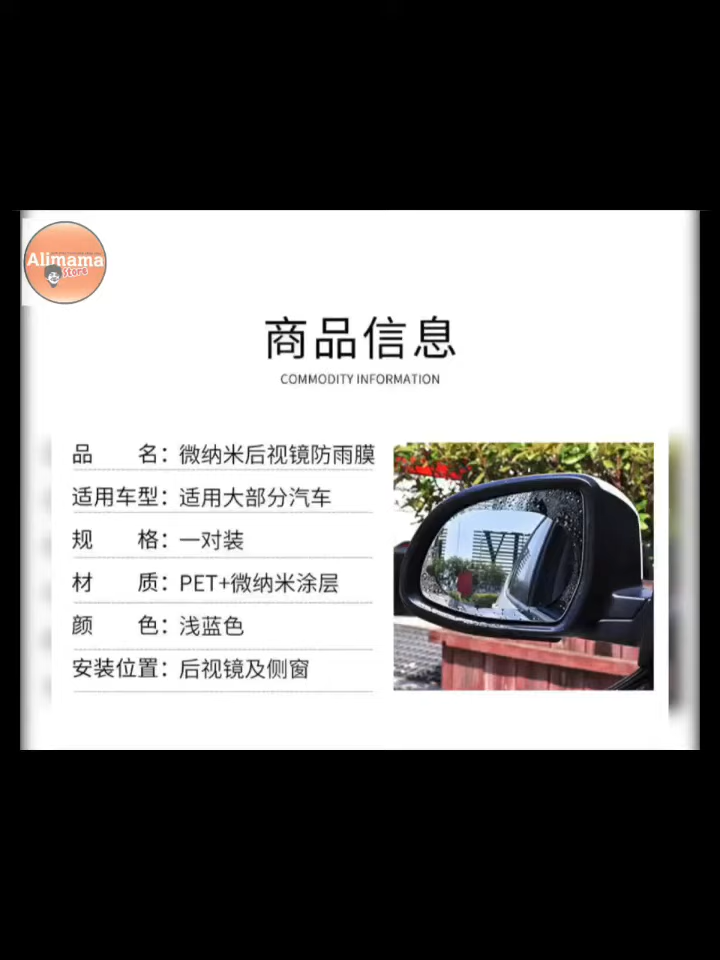 Alimama
Store
商品信息
COMMODITY INFORMATION
品 名：微纳米后视镜防雨膜
适用车型：适用大部分汽车
规 格：一对装
材 质：PET+微纳米涂层
颜 色：浅蓝色
安装位置：后视镜及侧窗